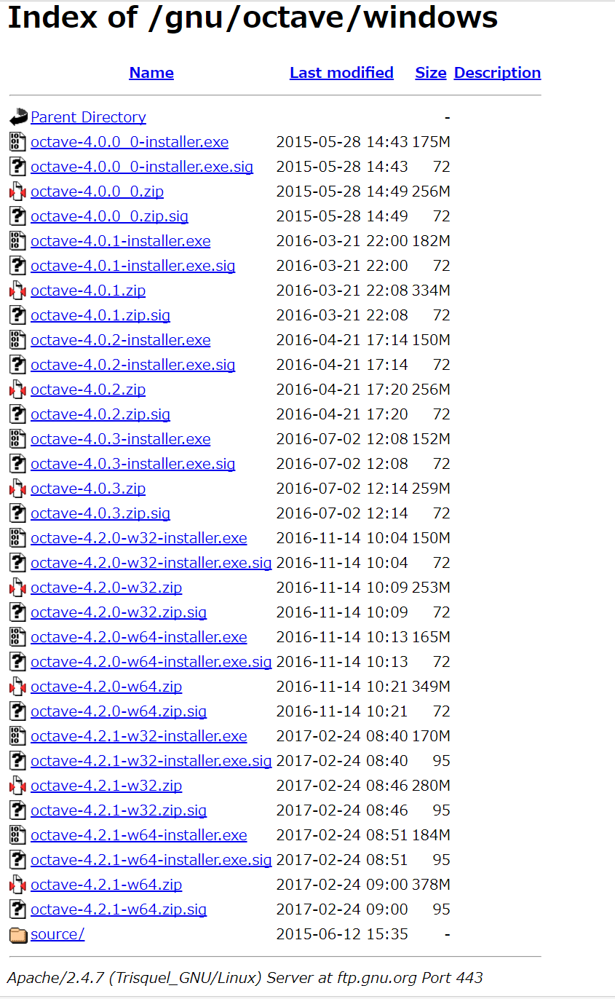 Index of /gnu/octave/windows
Name Last modified Size Description
Parent Directory -
octave-4.0.0_0-installer.exe 2015-05-28 14:43 175M
octave-4.0.0_0-installer.exe.sig 2015-05-28 14:43 72
octave-4.0.0_0.zip 2015-05-28 14:49 256M
octave-4.0.0_0.zip.sig 2015-05-28 14:49 72
octave-4.0.1-installer.exe 2016-03-21 22:00 182M
octave-4.0.1-installer.exe.sig 2016-03-21 22:00 72
octave-4.0.1.zip 2016-03-21 22:08 334M
octave-4.0.1.zip.sig 2016-03-21 22:08 72
octave-4.0.2-installer.exe 2016-04-21 17:14 150M
octave-4.0.2-installer.exe.sig 2016-04-21 17:14 72
octave-4.0.2.zip 2016-04-21 17:20 256M
octave-4.0.2.zip.sig 2016-04-21 17:20 72
octave-4.0.3-installer.exe 2016-07-02 12:08 152M
octave-4.0.3-installer.exe.sig 2016-07-02 12:08 72
octave-4.0.3.zip 2016-07-02 12:14 259M
octave-4.0.3.zip.sig 2016-07-02 12:14 72
octave-4.2.0-w32-installer.exe 2016-11-14 10:04 150M
octave-4.2.0-w32-installer.exe.sig 2016-11-14 10:04 72
octave-4.2.0-w32.zip 2016-11-14 10:09 253M
octave-4.2.0-w32.zip.sig 2016-11-14 10:09 72
octave-4.2.0-w64-installer.exe 2016-11-14 10:13 165M
octave-4.2.0-w64-installer.exe.sig 2016-11-14 10:13 72
octave-4.2.0-w64.zip 2016-11-14 10:21 349M
octave-4.2.0-w64.zip.sig 2016-11-14 10:21 72
octave-4.2.1-w32-installer.exe 2017-02-24 08:40 170M
octave-4.2.1-w32-installer.exe.sig 2017-02-24 08:40 95
octave-4.2.1-w32.zip 2017-02-24 08:46 280M
octave-4.2.1-w32.zip.sig 2017-02-24 08:46 95
octave-4.2.1-w64-installer.exe 2017-02-24 08:51 184M
octave-4.2.1-w64-installer.exe.sig 2017-02-24 08:51 95
octave-4.2.1-w64.zip 2017-02-24 09:00 378M
octave-4.2.1-w64.zip.sig 2017-02-24 09:00 95
source/ 2015-06-12 15:35 -
Apache/2.4.7 (Trisquel_GNU/Linux) Server at ftp.gnu.org Port 443